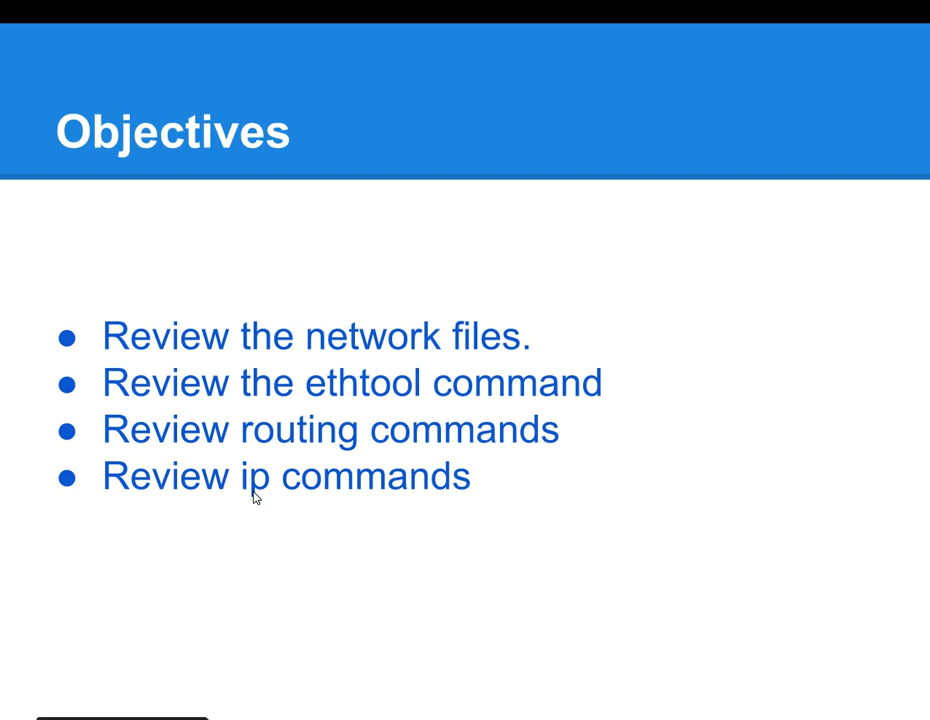 Objectives
● Review the network files.
● Review the ethtool command
● Review routing commands
● Review ip commands